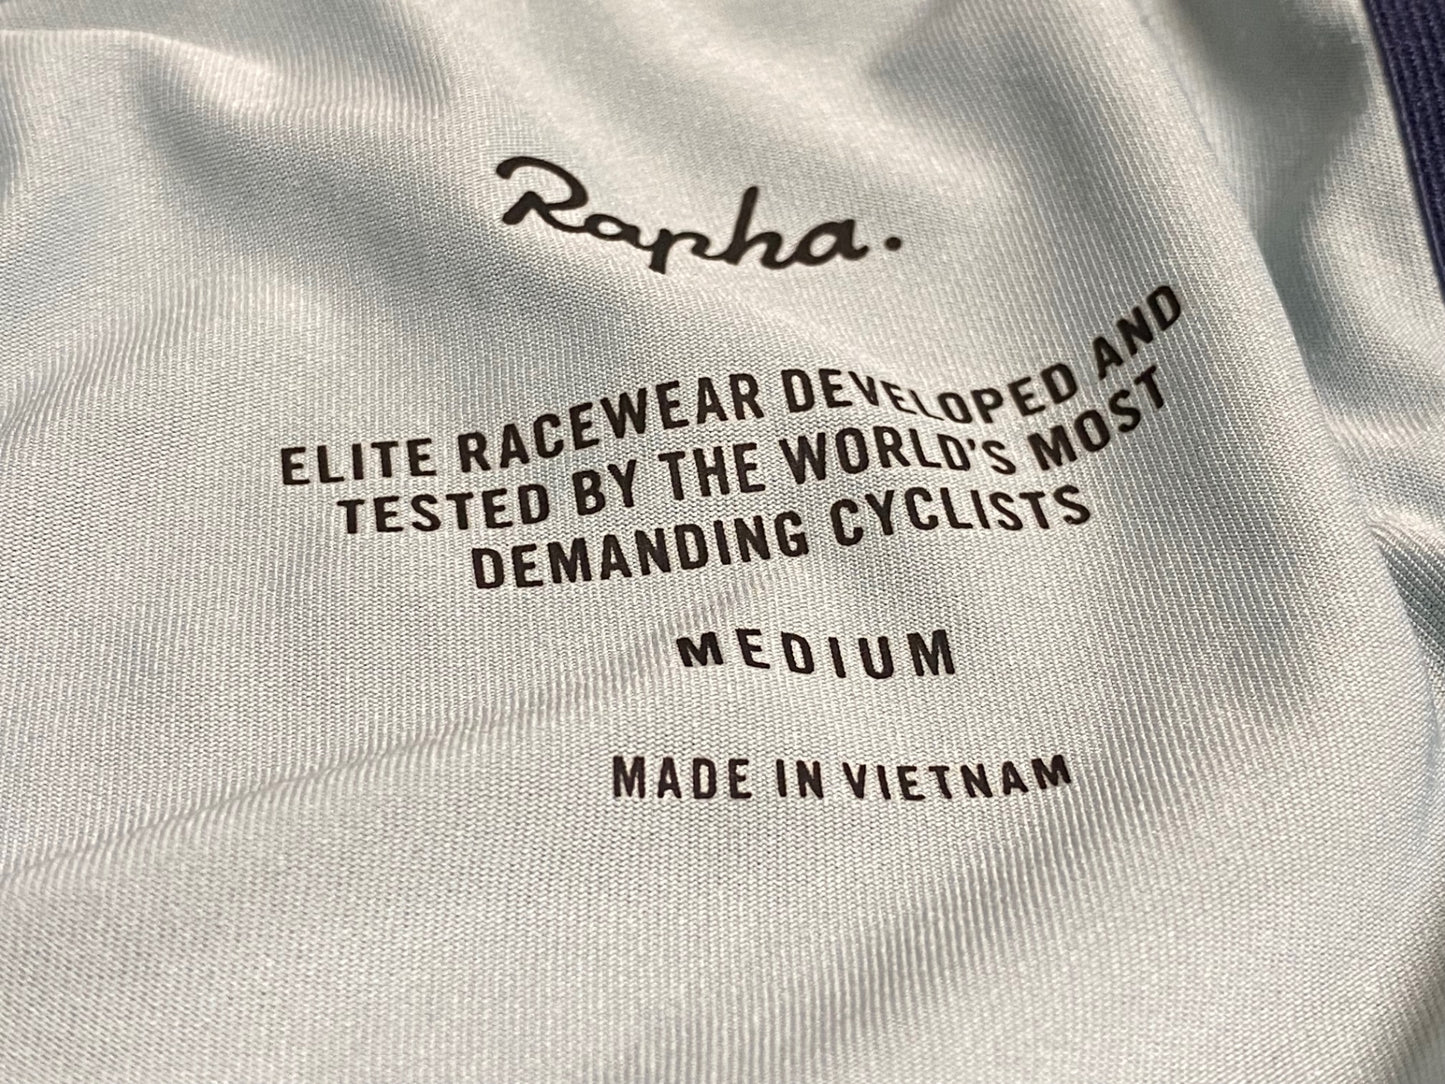 Rapha.
ELITE RACEWEAR DEVELOPED AND
TESTED BY THE WORLD'S MOST
DEMANDING CYCLISTS
MEDIUM
MADE IN VIETNAM